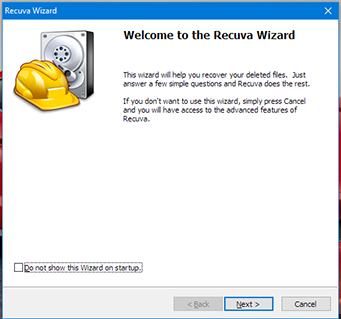 Recuva Wizard
Welcome to the Recuva Wizard
This wizard will help you recover your deleted files. Just
answer a few simple questions and Recuva does the rest.
If you don't want to use this wizard, simply press Cancel
and you will have access to the advanced features of
Recuva.
Do not show this Wizard on startup.
< Back Next > Cancel